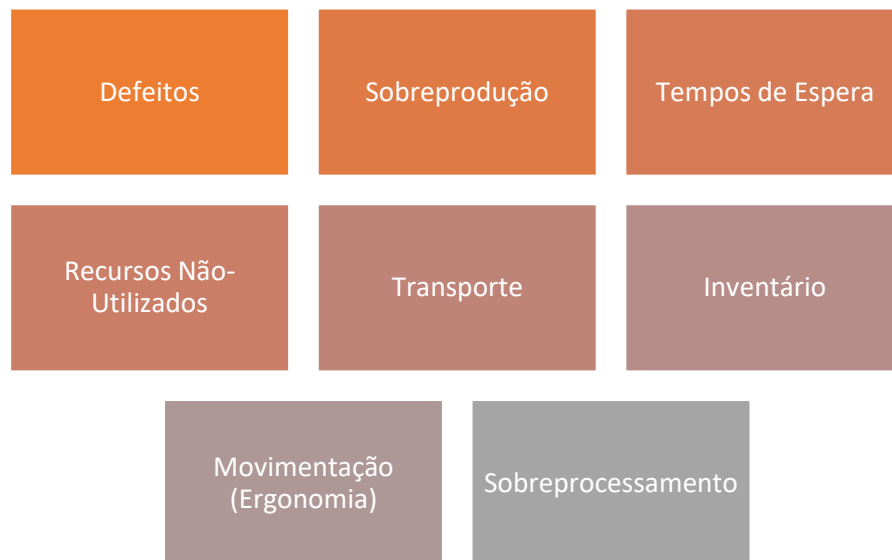 Defeitos
Sobreprodução
Tempos de Espera
Recursos Não-
Utilizados
Transporte
Inventário
Movimentação
(Ergonomia)
Sobreprocessamento